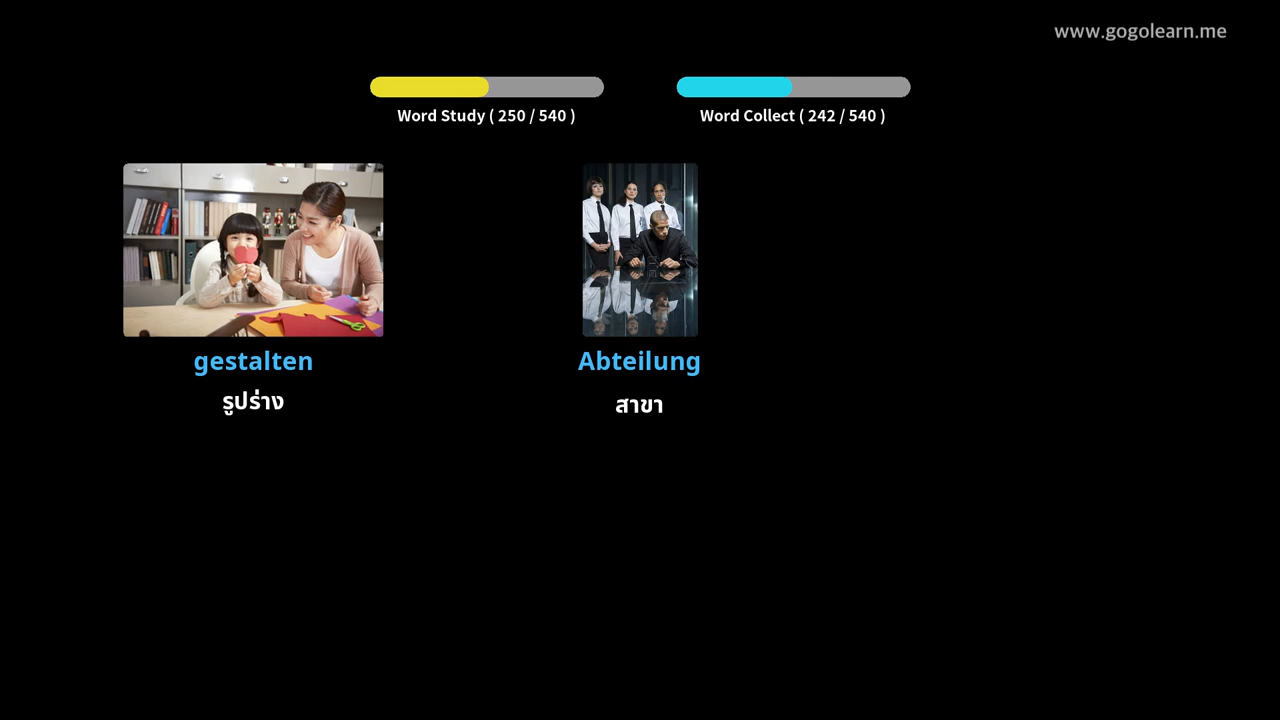 www.gogolearn.me
Word Study ( 250 / 540 )
Word Collect ( 242 / 540 )
gestalten
รูปร่าง
Abteilung
สาขา